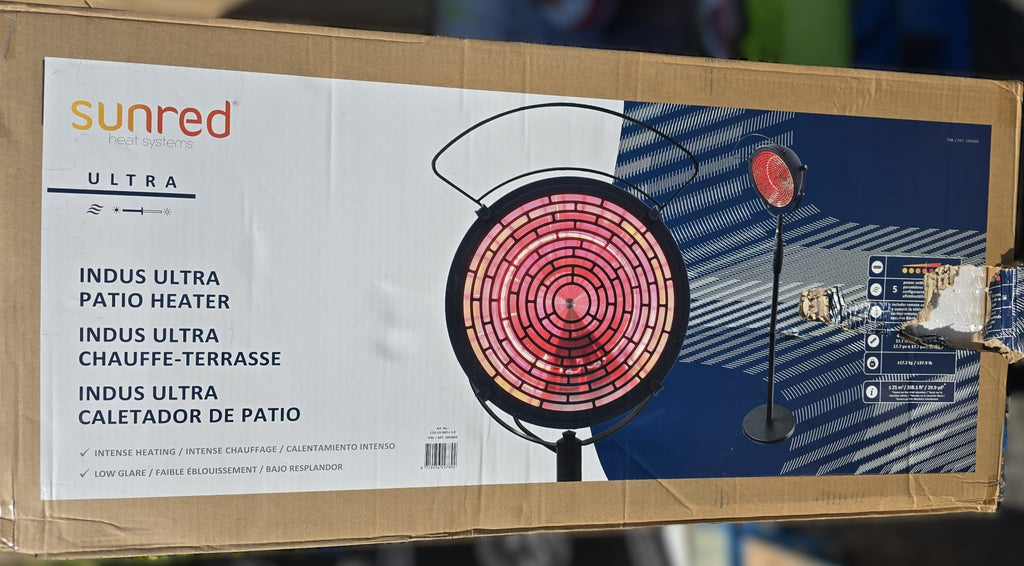 sunred®
heat systems
ULTRA
INDUS ULTRA
PATIO HEATER
INDUS ULTRA
CHAUFFE-TERRASSE
INDUS ULTRA
CALETADOR DE PATIO
✓ INTENSE HEATING / INTENSE CHAUFFAGE / CALENTAMIENTO INTENSO
✓ LOW GLARE / FAIBLE ÉBLOUISSEMENT / BAJO RESPLANDOR
5